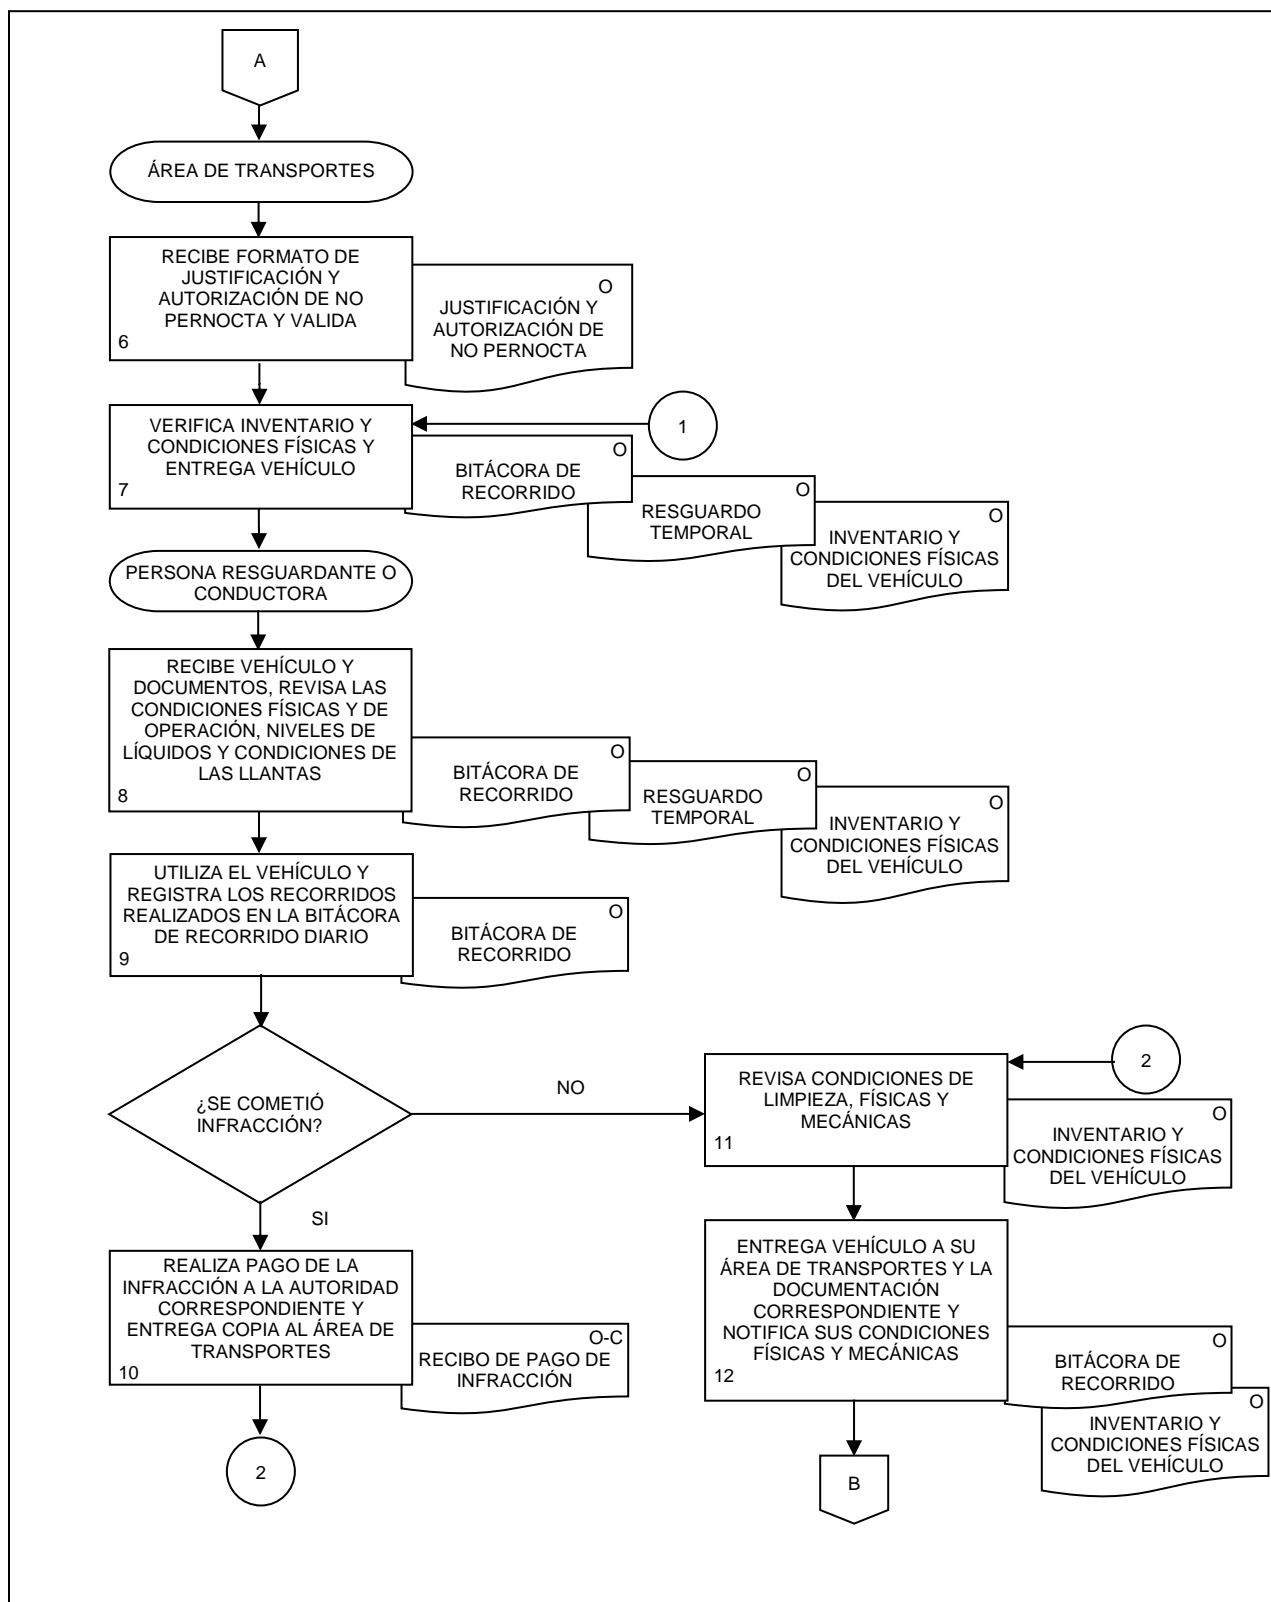 A
ÁREA DE TRANSPORTES
RECIBE FORMATO DE
JUSTIFICACIÓN Y
AUTORIZACIÓN DE NO
PERNOCTA Y VALIDA
6
O
JUSTIFICACIÓN Y
AUTORIZACIÓN DE
NO PERNOCTA
VERIFICA INVENTARIO Y
CONDICIONES FÍSICAS Y
ENTREGA VEHÍCULO
7
1
O
BITÁCORA DE
RECORRIDO
O
RESGUARDO
TEMPORAL
O
INVENTARIO Y
CONDICIONES FÍSICAS
DEL VEHÍCULO
PERSONA RESGUARDANTE O
CONDUCTORA
RECIBE VEHÍCULO Y
DOCUMENTOS, REVISA LAS
CONDICIONES FÍSICAS Y DE
OPERACIÓN, NIVELES DE
LÍQUIDOS Y CONDICIONES DE
LAS LLANTAS
8
O
BITÁCORA DE
RECORRIDO
O
RESGUARDO
TEMPORAL
O
INVENTARIO Y
CONDICIONES FÍSICAS
DEL VEHÍCULO
UTILIZA EL VEHÍCULO Y
REGISTRA LOS RECORRIDOS
REALIZADOS EN LA BITÁCORA
DE RECORRIDO DIARIO
9
O
BITÁCORA DE
RECORRIDO
¿SE COMETIÓ
INFRACCIÓN?
NO
SI
2
REVISA CONDICIONES DE
LIMPIEZA, FÍSICAS Y
MECÁNICAS
11
O
INVENTARIO Y
CONDICIONES FÍSICAS
DEL VEHÍCULO
REALIZA PAGO DE LA
INFRACCIÓN A LA AUTORIDAD
CORRESPONDIENTE Y
ENTREGA COPIA AL ÁREA DE
TRANSPORTES
10
O-C
RECIBO DE PAGO DE
INFRACCIÓN
2
ENTREGA VEHÍCULO A SU
ÁREA DE TRANSPORTES Y LA
DOCUMENTACIÓN
CORRESPONDIENTE Y
NOTIFICA SUS CONDICIONES
FÍSICAS Y MECÁNICAS
12
O
BITÁCORA DE
RECORRIDO
O
INVENTARIO Y
CONDICIONES FÍSICAS
DEL VEHÍCULO
B